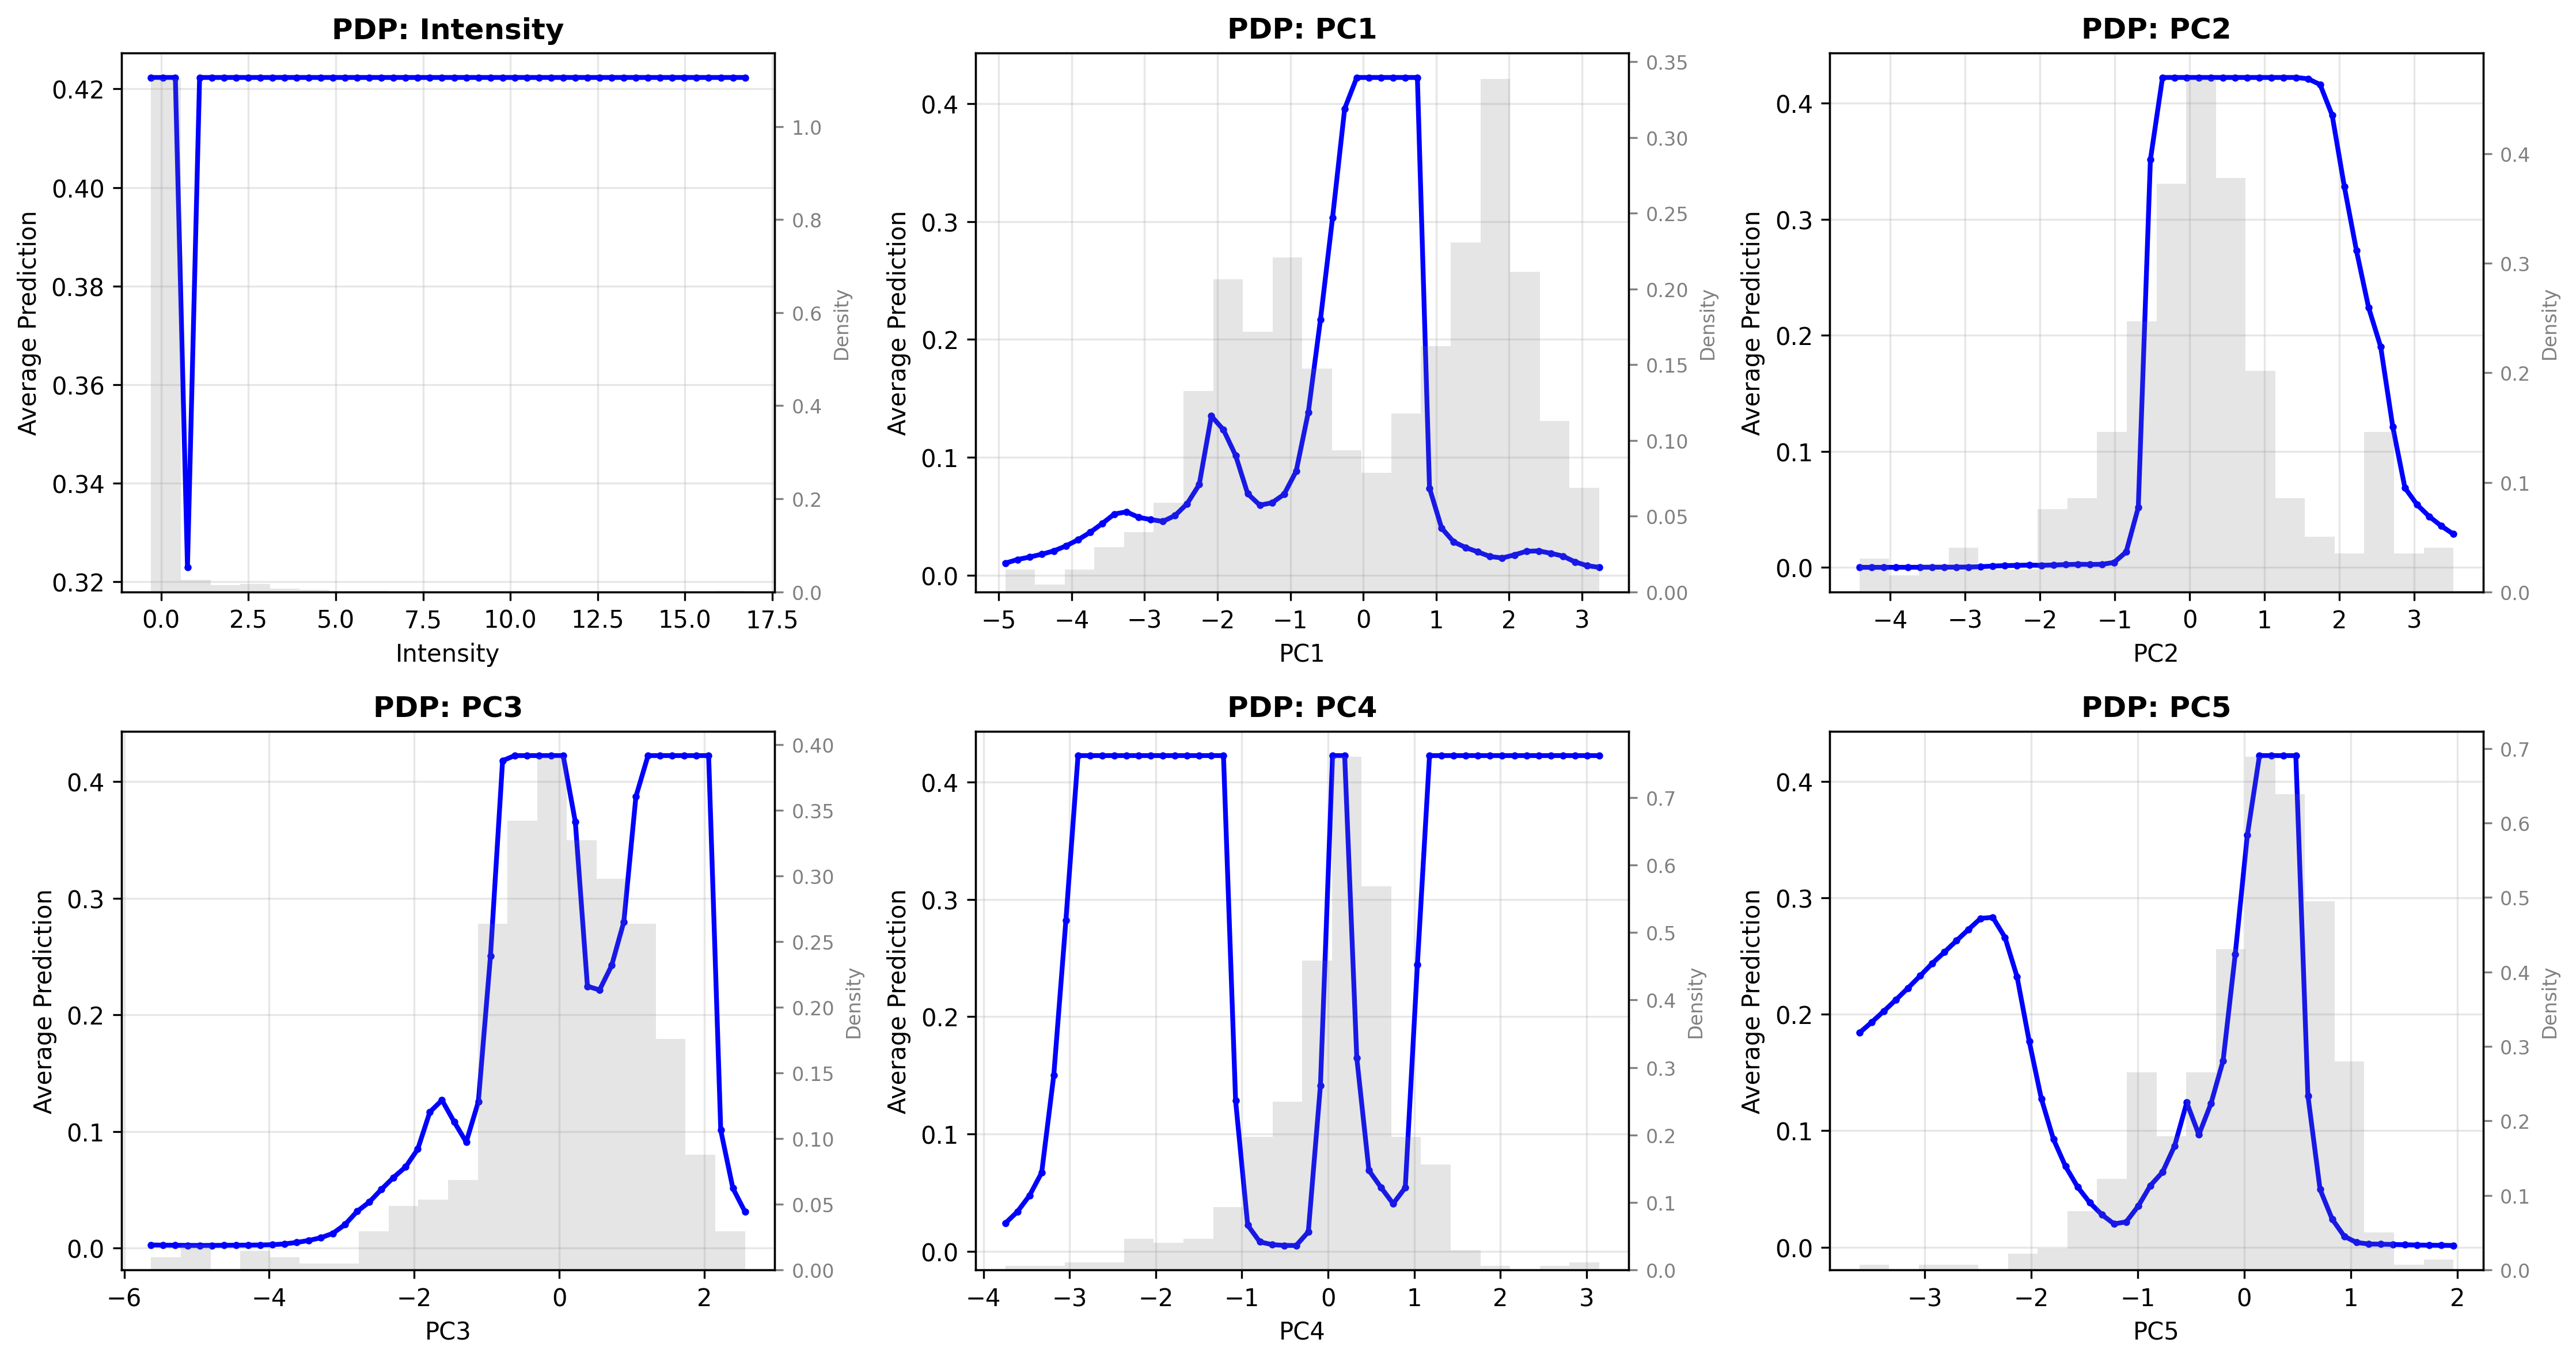 PDP: Intensity
Average Prediction
0.42
0.40
0.38
0.36
0.34
0.32
1.0
0.8
0.6
0.4
0.2
0.0
Density
0.0 2.5 5.0 7.5 10.0 12.5 15.0 17.5
Intensity
PDP: PC1
Average Prediction
0.4
0.3
0.2
0.1
0.0
0.35
0.30
0.25
0.20
0.15
0.10
0.05
0.00
Density
−5 −4 −3 −2 −1 0 1 2 3
PC1
PDP: PC2
Average Prediction
0.4
0.3
0.2
0.1
0.0
0.4
0.3
0.2
0.1
0.0
Density
−4 −3 −2 −1 0 1 2 3
PC2
PDP: PC3
Average Prediction
0.4
0.3
0.2
0.1
0.0
0.40
0.35
0.30
0.25
0.20
0.15
0.10
0.05
0.00
Density
−6 −4 −2 0 2
PC3
PDP: PC4
Average Prediction
0.4
0.3
0.2
0.1
0.0
0.7
0.6
0.5
0.4
0.3
0.2
0.1
0.0
Density
−4 −3 −2 −1 0 1 2 3
PC4
PDP: PC5
Average Prediction
0.4
0.3
0.2
0.1
0.0
0.7
0.6
0.5
0.4
0.3
0.2
0.1
0.0
Density
−3 −2 −1 0 1 2
PC5